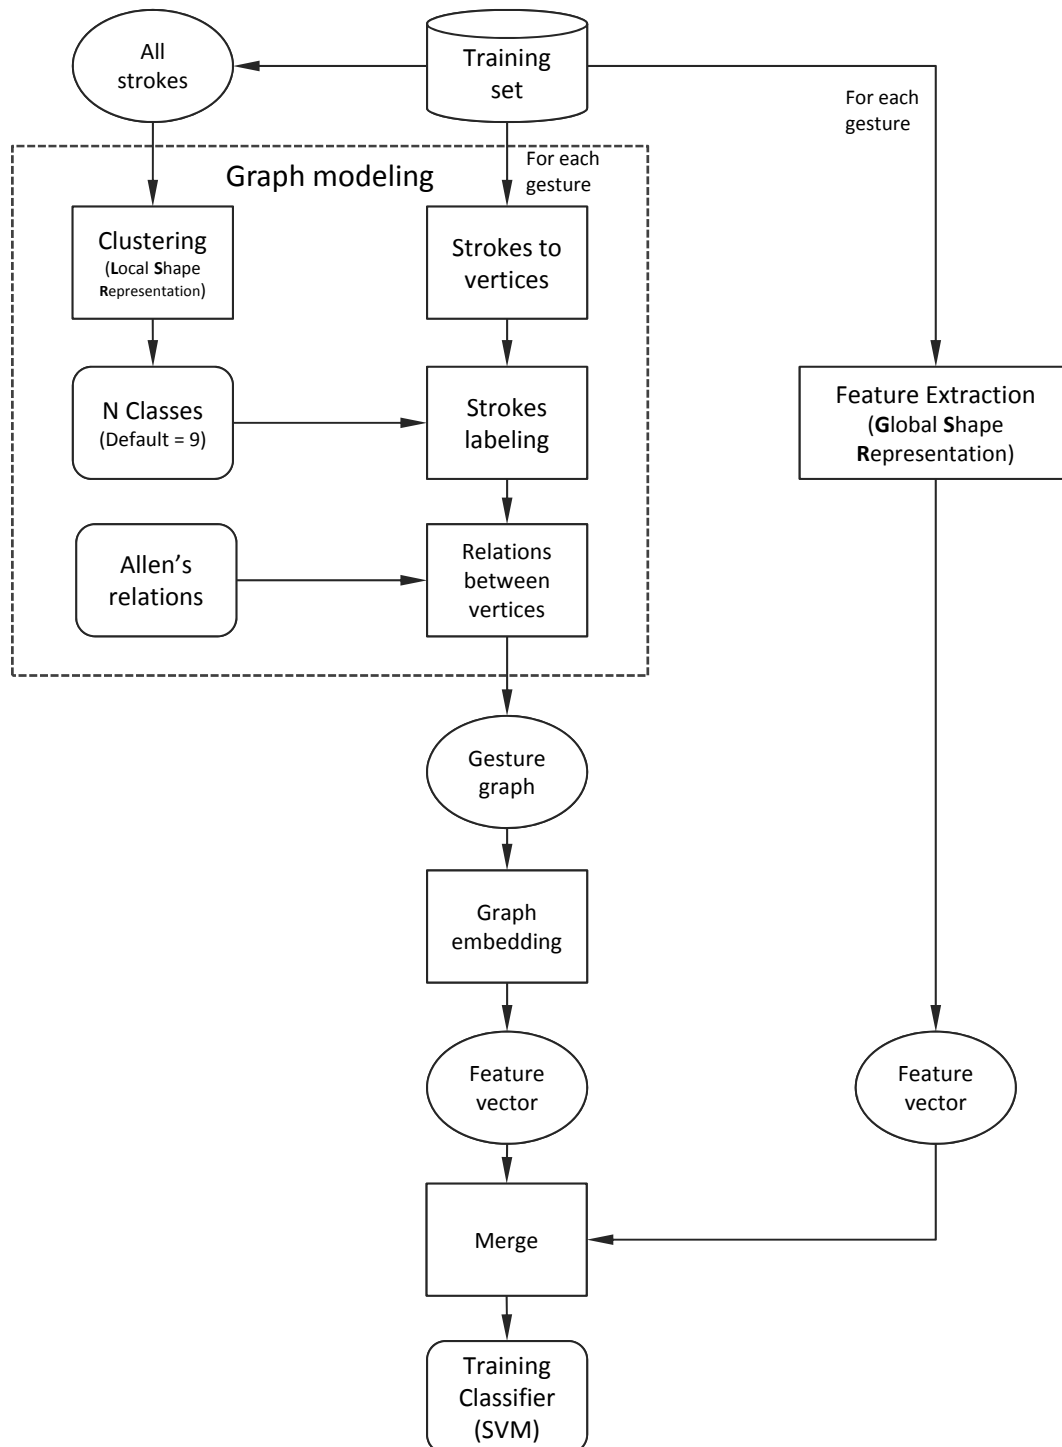 All
strokes
Training
set
For each
gesture
For each
gesture
Graph modeling
Clustering
(Local Shape
Representation)
Strokes to
vertices
N Classes
(Default = 9)
Strokes
labeling
Feature Extraction
(Global Shape
Representation)
Allen’s
relations
Relations
between
vertices
Gesture
graph
Graph
embedding
Feature
vector
Feature
vector
Merge
Training
Classifier
(SVM)